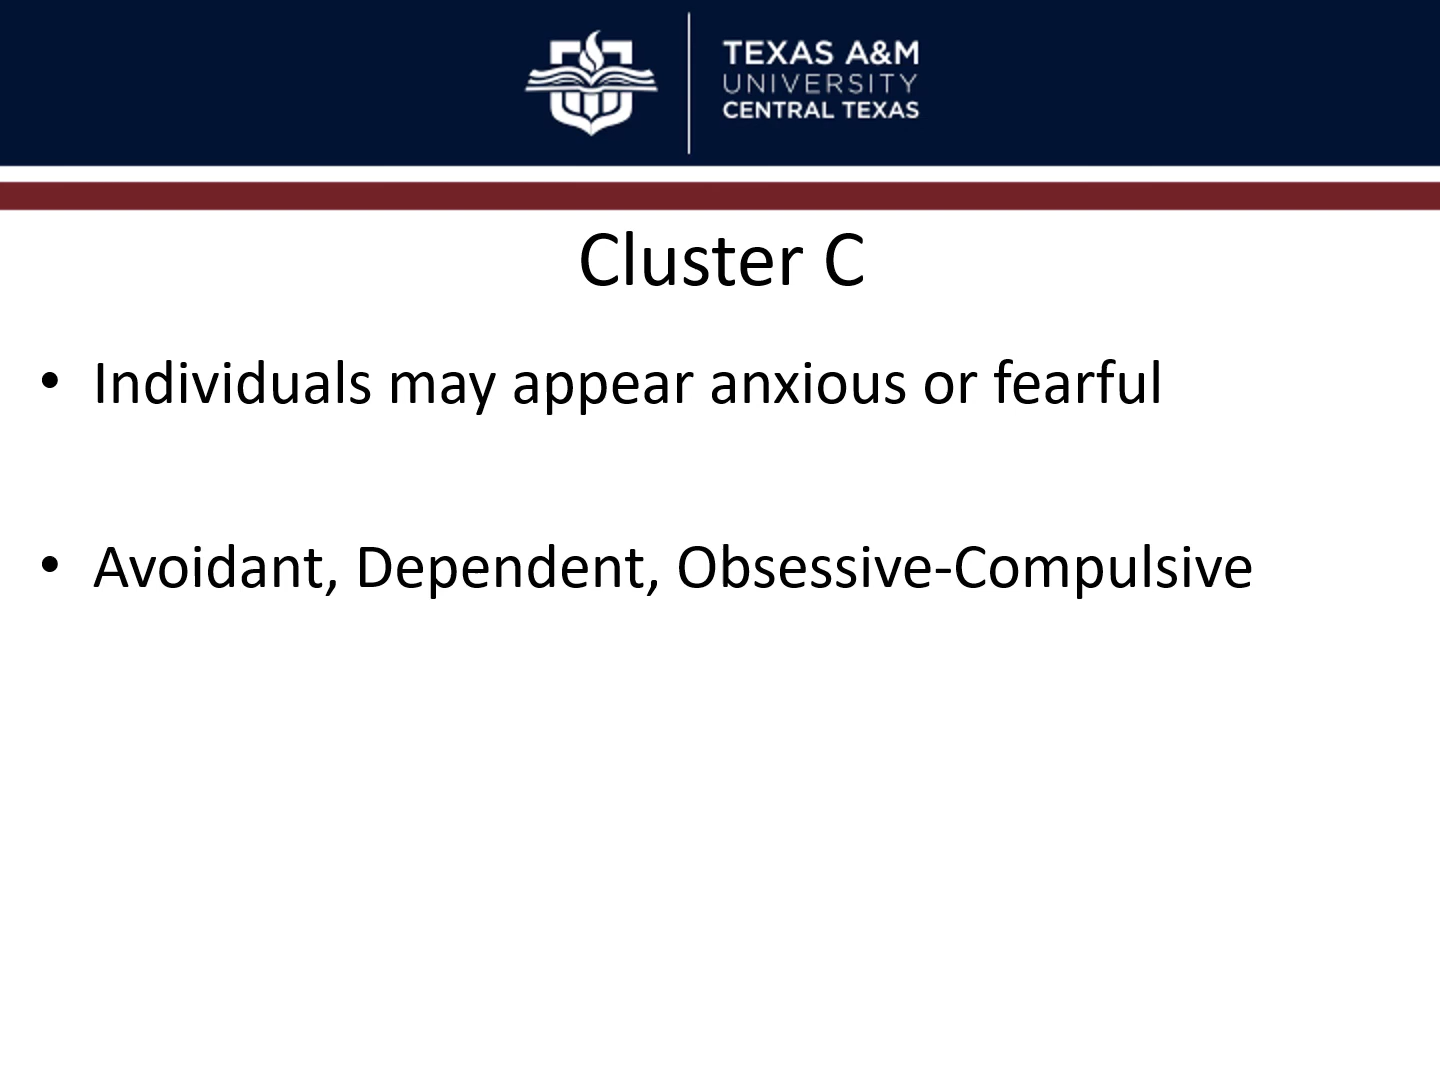 TEXAS A&M
UNIVERSITY
CENTRAL TEXAS
Cluster C
• Individuals may appear anxious or fearful
• Avoidant, Dependent, Obsessive-Compulsive